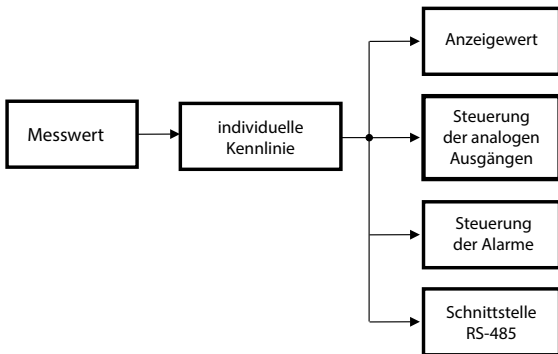 Messwert
individuelle
Kennlinie
Anzeigewert
Steuerung
der analogen
Ausgängen
Steuerung
der Alarme
Schnittstelle
RS-485